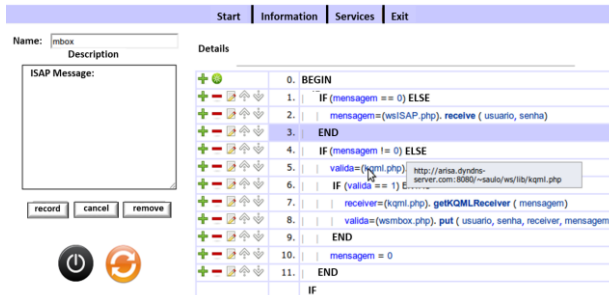 Start Information Services Exit
Name: mbox
Description
ISAP Message:
record cancel remove
Details
0. BEGIN
1. IF (mensagem == 0) ELSE
2. mensagem=(wsISAP.php). receive ( usuário, senha)
3. END
4. IF (mensagem != 0) ELSE
5. valida=(kqml.php).
http://arisa.dyndns-
server.com:8080/~saulo/ws/lib/kqml.php
6. IF (valida == 1)
7. receiver=(kqml.php). getKQMLReceiver ( mensagem)
8. valida=(wsmbox.php). put ( usuario, senha, receiver, mensagem
9. END
10. mensagem = 0
11. END
IF